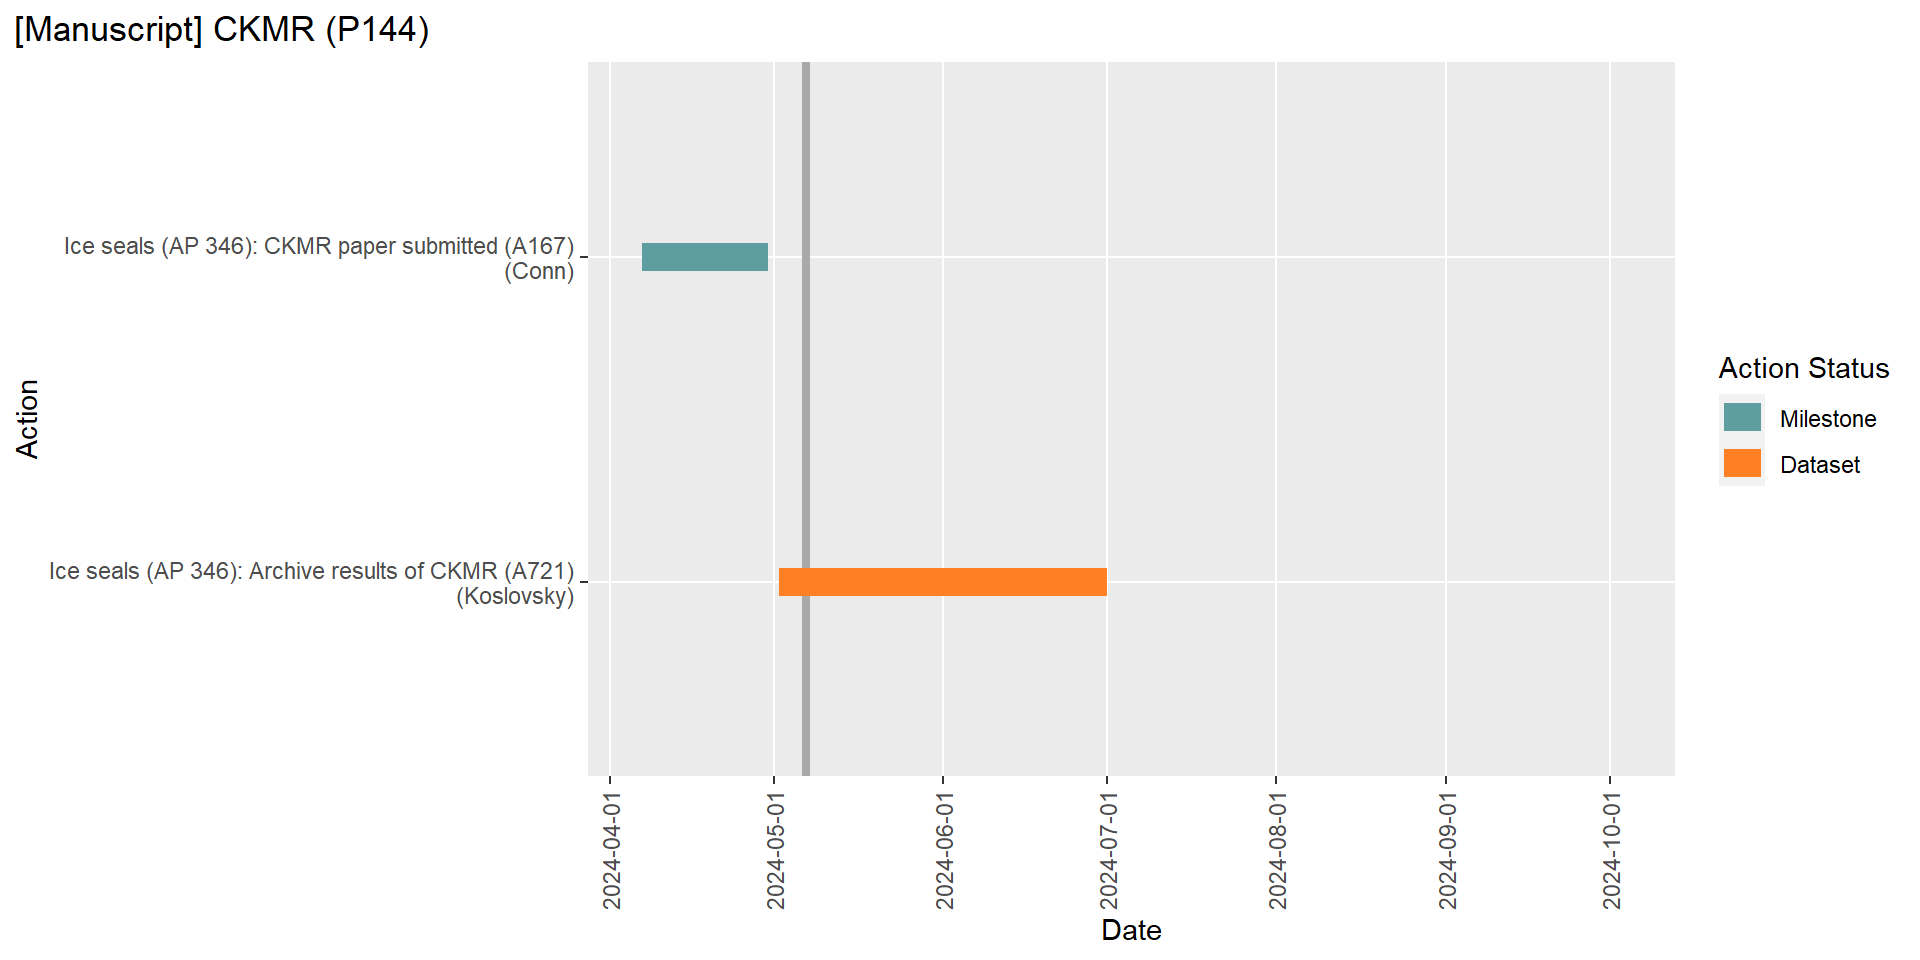 [Manuscript] CKMR (P144)
Ice seals (AP 346): CKMR paper submitted (A167)
(Conn)
Ice seals (AP 346): Archive results of CKMR (A721)
(Koslovsky)
Action
2024-04-01
2024-05-01
2024-06-01
2024-07-01
2024-08-01
2024-09-01
2024-10-01
Date
Action Status
Milestone
Dataset